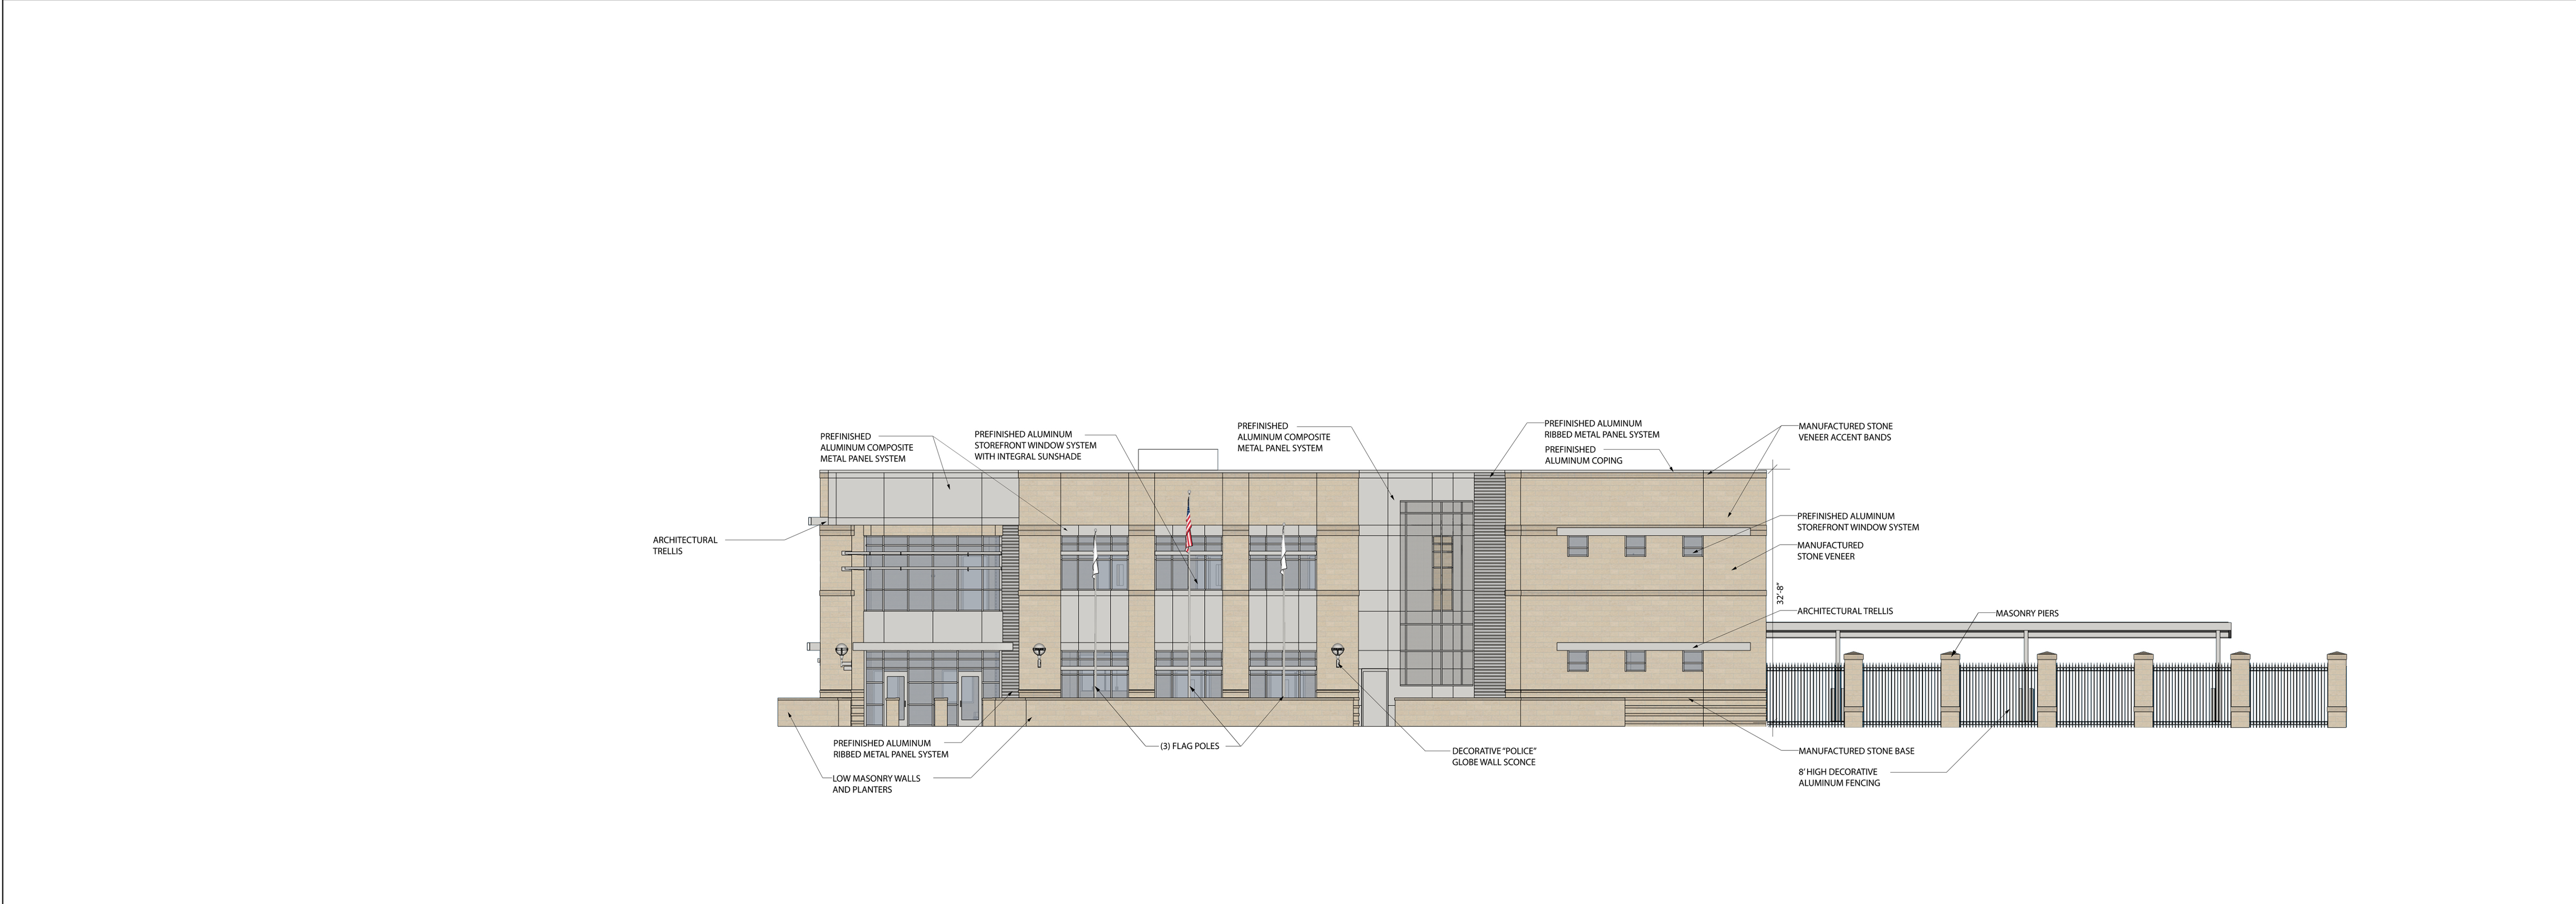 PREFINISHED
ALUMINUM COMPOSITE
METAL PANEL SYSTEM
PREFINISHED ALUMINUM
STOREFRONT WINDOW SYSTEM
WITH INTEGRAL SUNSHADE
PREFINISHED
ALUMINUM COMPOSITE
METAL PANEL SYSTEM
PREFINISHED ALUMINUM
RIBBED METAL PANEL SYSTEM
PREFINISHED
ALUMINUM COPING
MANUFACTURED STONE
VENEER ACCENT BANDS
ARCHITECTURAL
TRELLIS
PREFINISHED ALUMINUM
STOREFRONT WINDOW SYSTEM
MANUFACTURED
STONE VENEER
32'-8"
ARCHITECTURAL TRELLIS
MASONRY PIERS
PREFINISHED ALUMINUM
RIBBED METAL PANEL SYSTEM
(3) FLAG POLES
DECORATIVE "POLICE"
GLOBE WALL SCONCE
MANUFACTURED STONE BASE
LOW MASONRY WALLS
AND PLANTERS
8' HIGH DECORATIVE
ALUMINUM FENCING